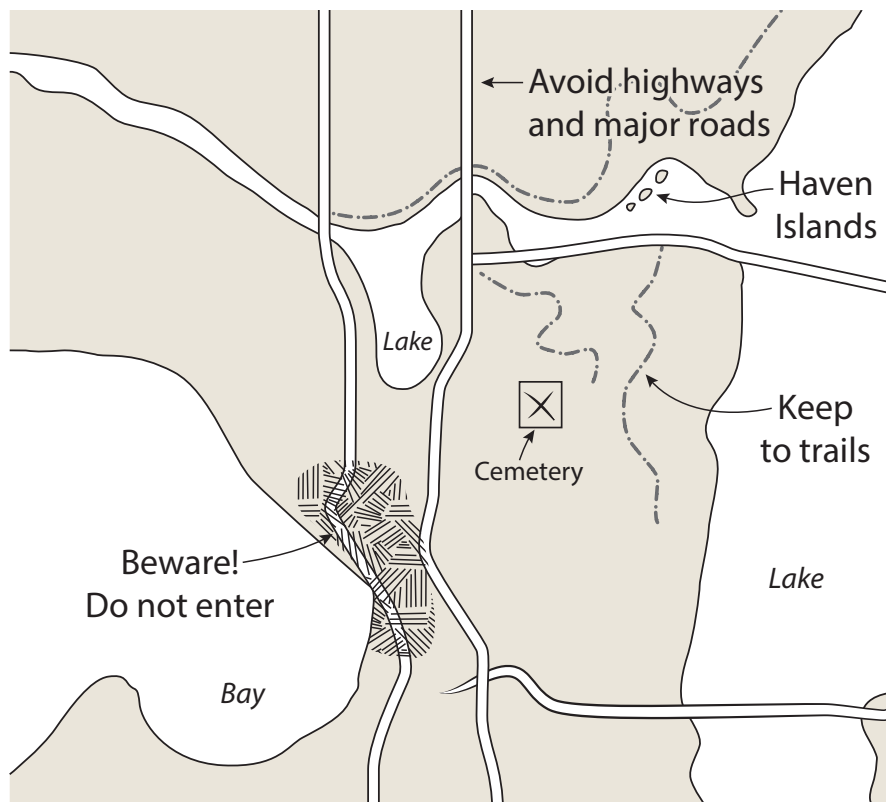 Avoid highways
and major roads
Haven
Islands
Lake
Keep
to trails
Cemetery
Beware!
Do not enter
Lake
Bay